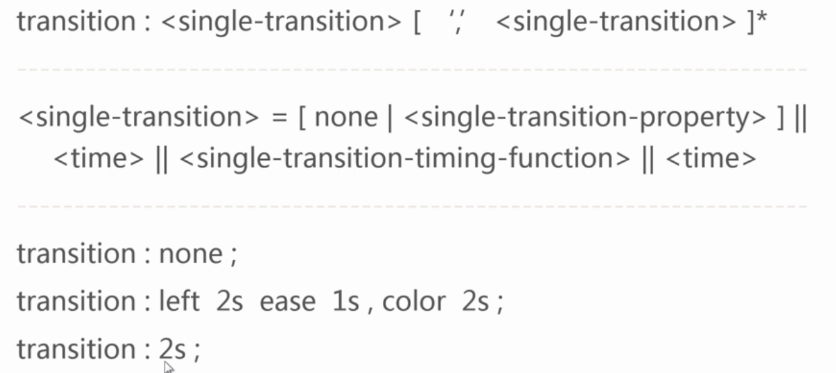 transition : <single-transition> [ ‘,’ <single-transition> ]*
<single-transition> = [ none | <single-transition-property> ] ||
<time> || <single-transition-timing-function> || <time>
transition : none ;
transition : left 2s ease 1s , color 2s ;
transition : 2s ;